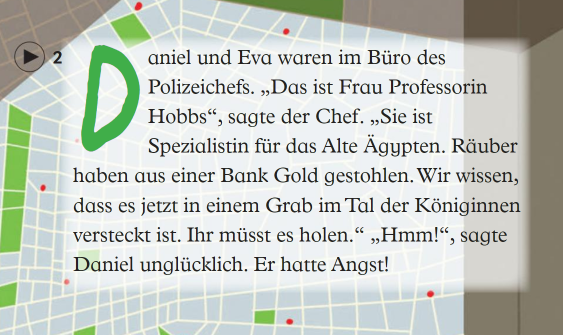 2
Daniel und Eva waren im Büro des
Polizeichefs. „Das ist Frau Professorin
Hobbs“, sagte der Chef. „Sie ist
Spezialistin für das Alte Ägypten. Räuber
haben aus einer Bank Gold gestohlen. Wir wissen,
dass es jetzt in einem Grab im Tal der Königinnen
versteckt ist. Ihr müsst es holen.“ „Hmm!“, sagte
Daniel unglücklich. Er hatte Angst!